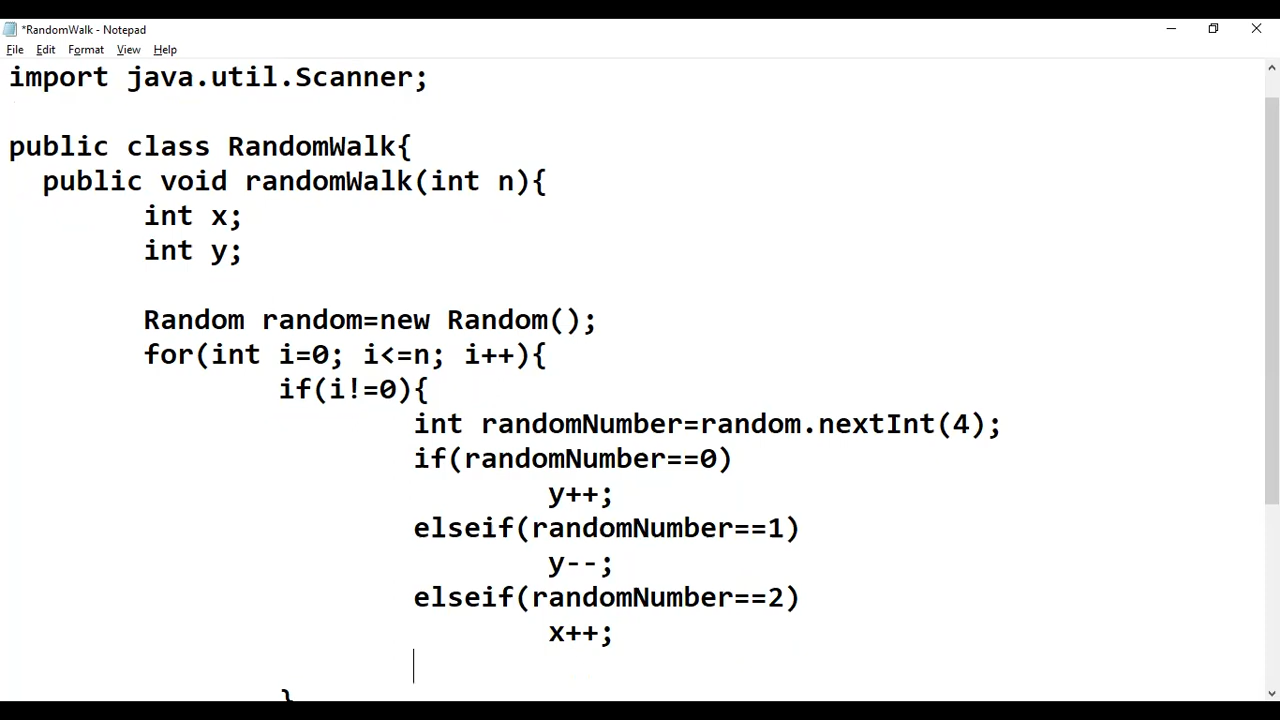 *RandomWalk - Notepad
File Edit Format View Help
import java.util.Scanner;
public class RandomWalk{
public void randomWalk(int n){
int x;
int y;
Random random=new Random();
for(int i=0; i<=n; i++){
if(i!=0){
int randomNumber=random.nextInt(4);
if(randomNumber==0)
y++;
elseif(randomNumber==1)
y--;
elseif(randomNumber==2)
x++;
}